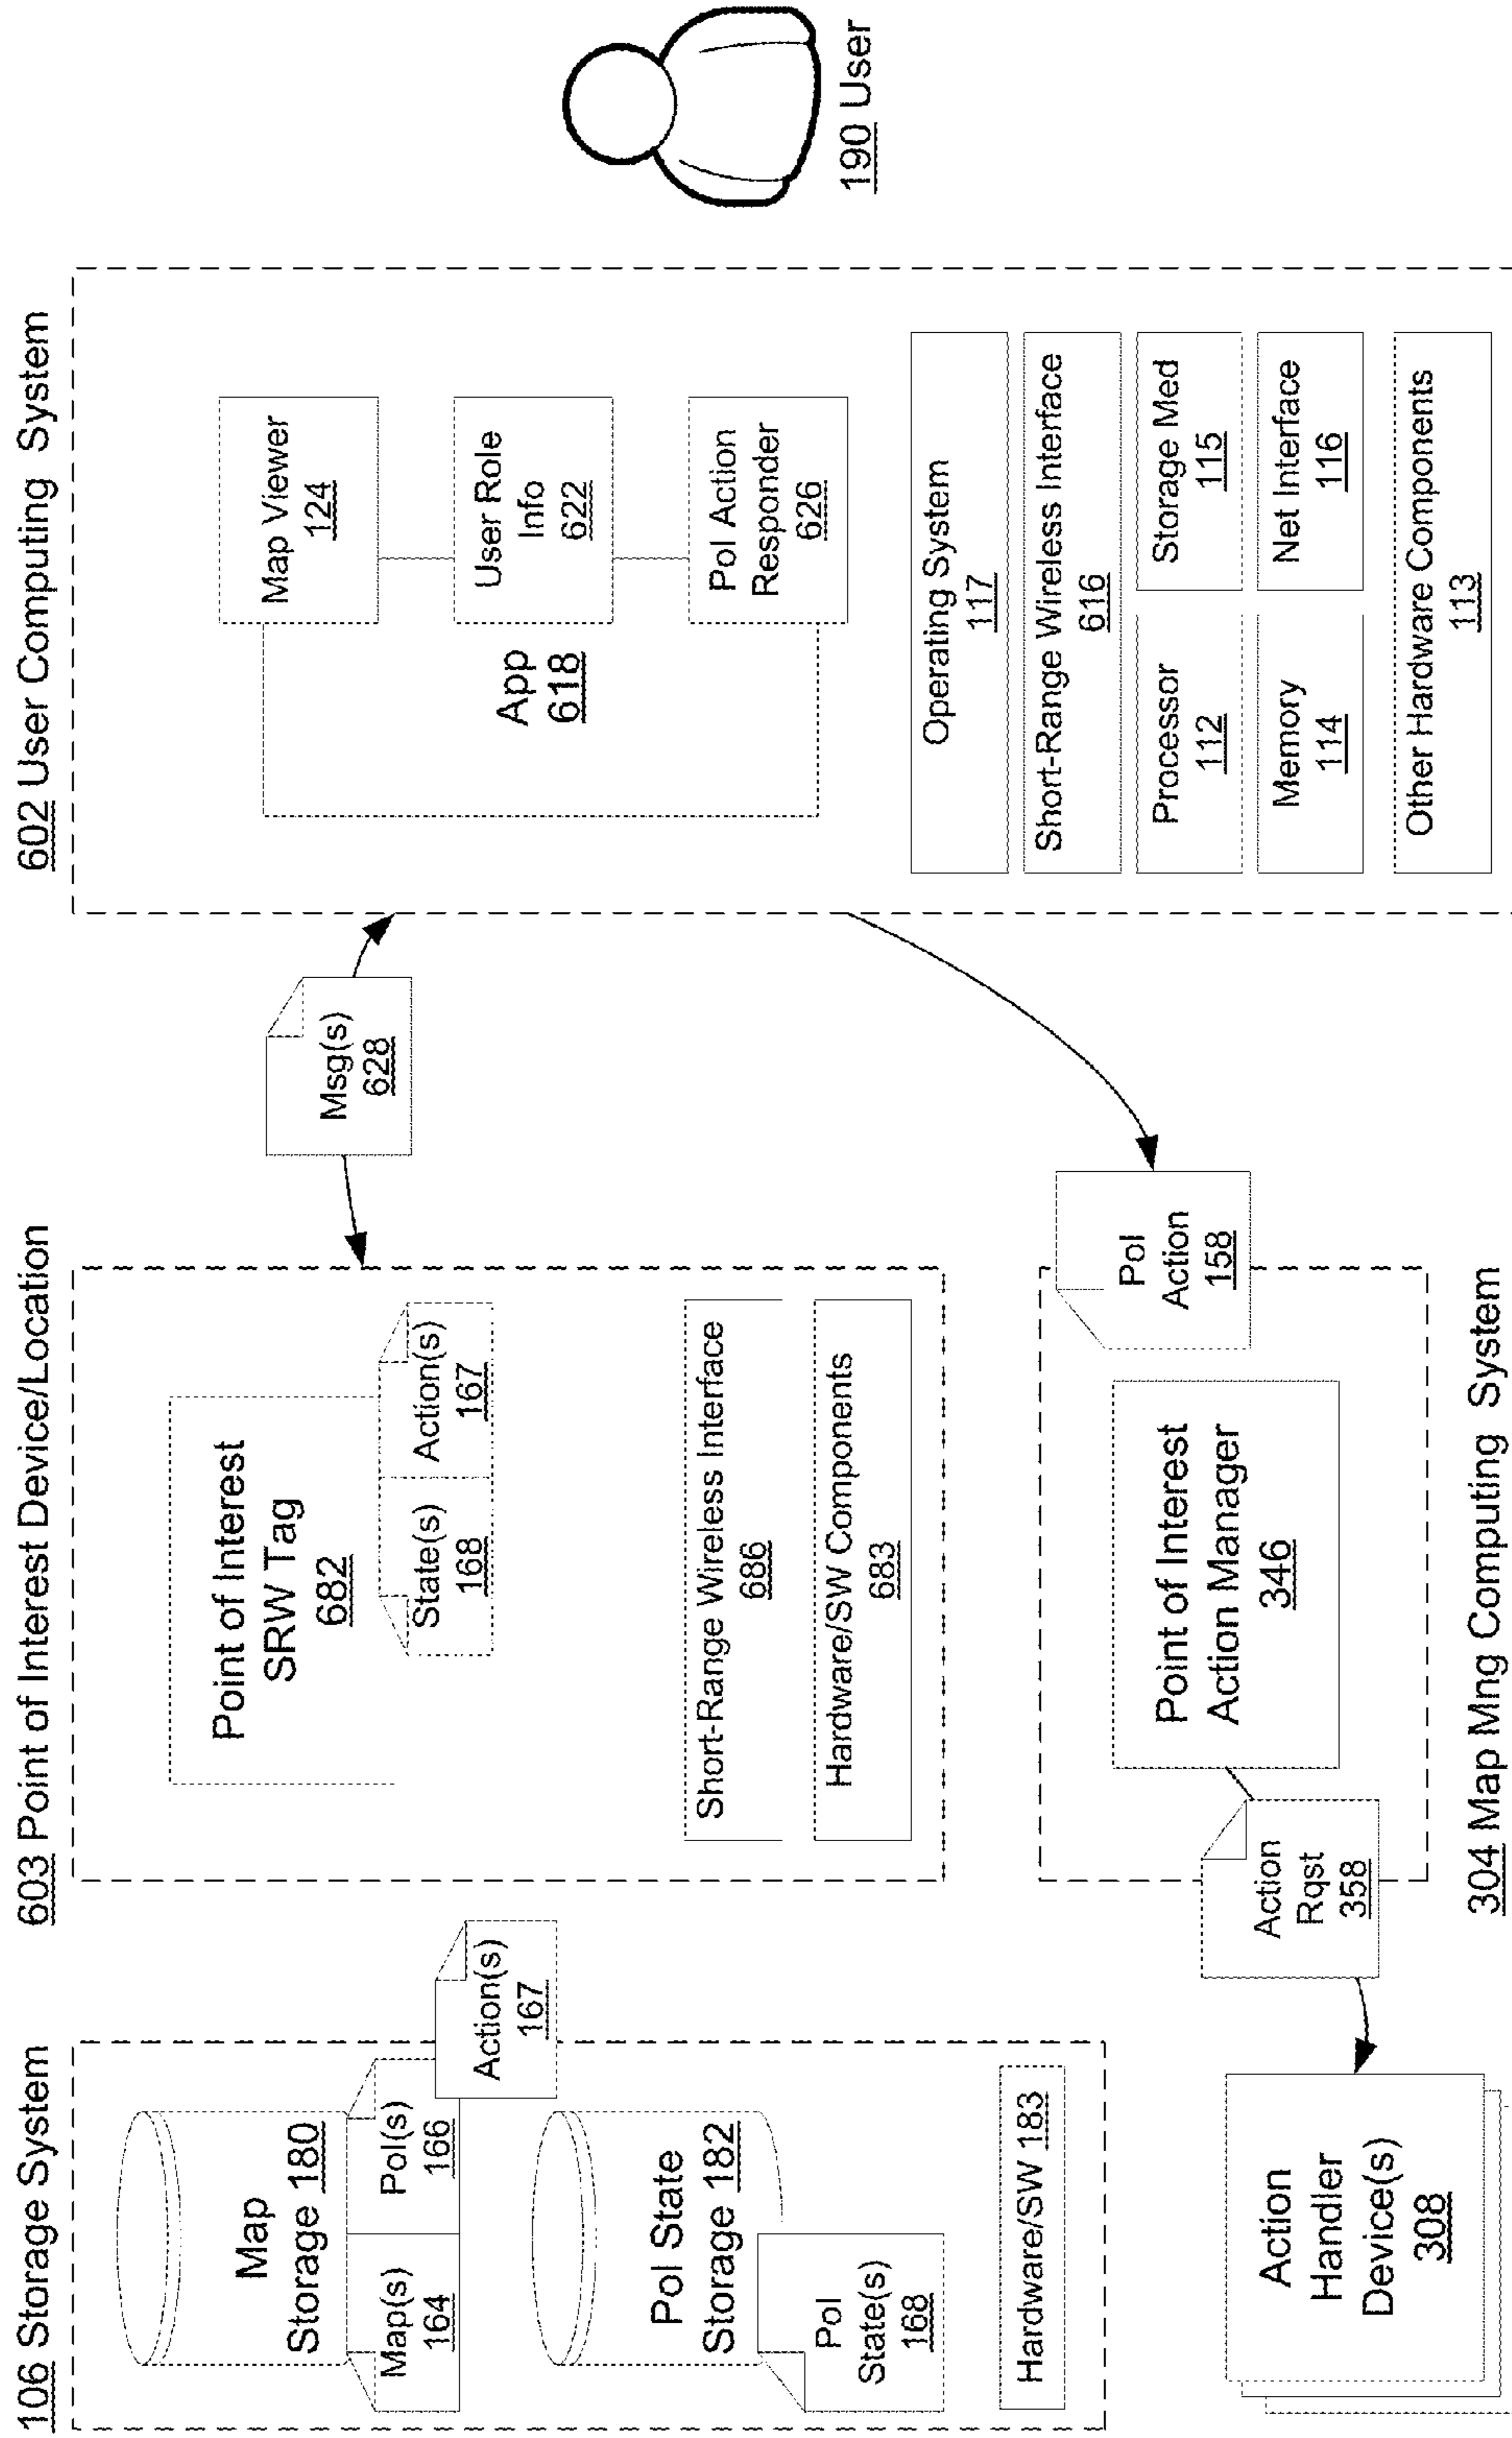 106 Storage System
Map
Storage 180
Map(s)
164
PoI(s)
166
Action(s)
167
PoI State
Storage 182
PoI
State(s)
168
Hardware/SW 183
Action
Handler
Device(s)
308
603 Point of Interest Device/Location
Point of Interest
SRW Tag
682
State(s)
168
Action(s)
167
Short-Range Wireless Interface
686
Hardware/SW Components
683
Point of Interest
Action Manager
346
Action
Rqst
358
PoI
Action
158
304 Map Mng Computing System
Msg(s)
628
602 User Computing System
App
618
Map Viewer
124
User Role
Info
622
PoI Action
Responder
626
Operating System
117
Short-Range Wireless Interface
616
Processor
112
Storage Med
115
Memory
114
Net Interface
116
Other Hardware Components
113
190 User